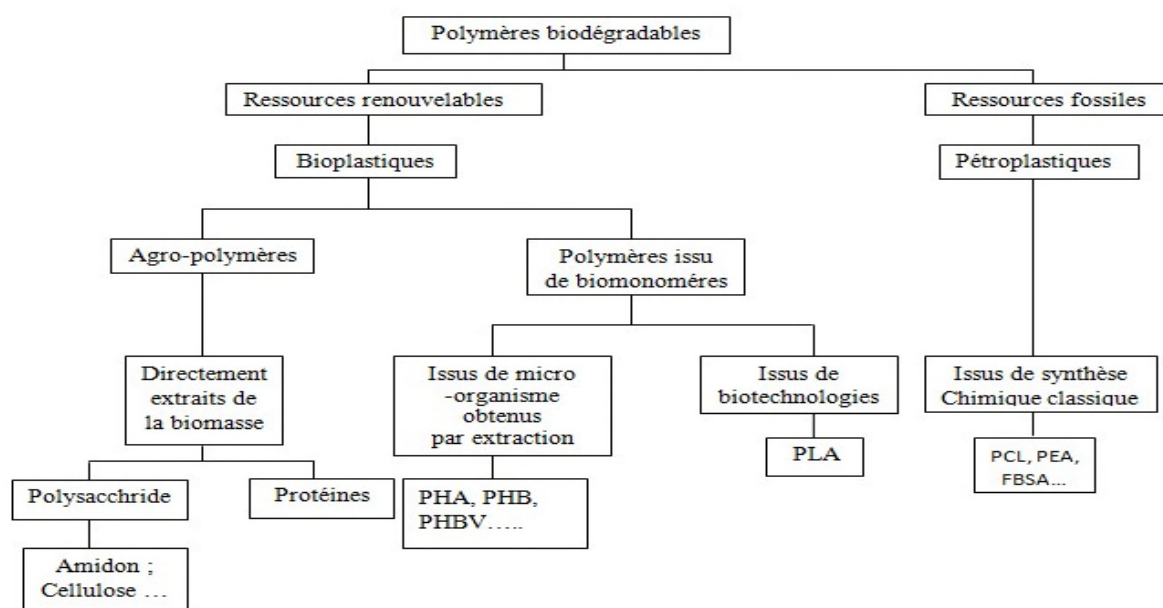 Polymères biodégradables
Ressources renouvelables
Ressources fossiles
Bioplastiques
Pétroplastiques
Agro-polymères
Polymères issu
de biomonoméres
Directement
extraits de
la biomasse
Issus de micro
-organisme
obtenus
par extraction
Issus de
biotechnologies
Issus de synthèse
Chimique classique
Polysacchride
Protéines
PHA, PHB,
PHBV…..
PLA
PCL, PEA,
FBSA...
Amidon ;
Cellulose …